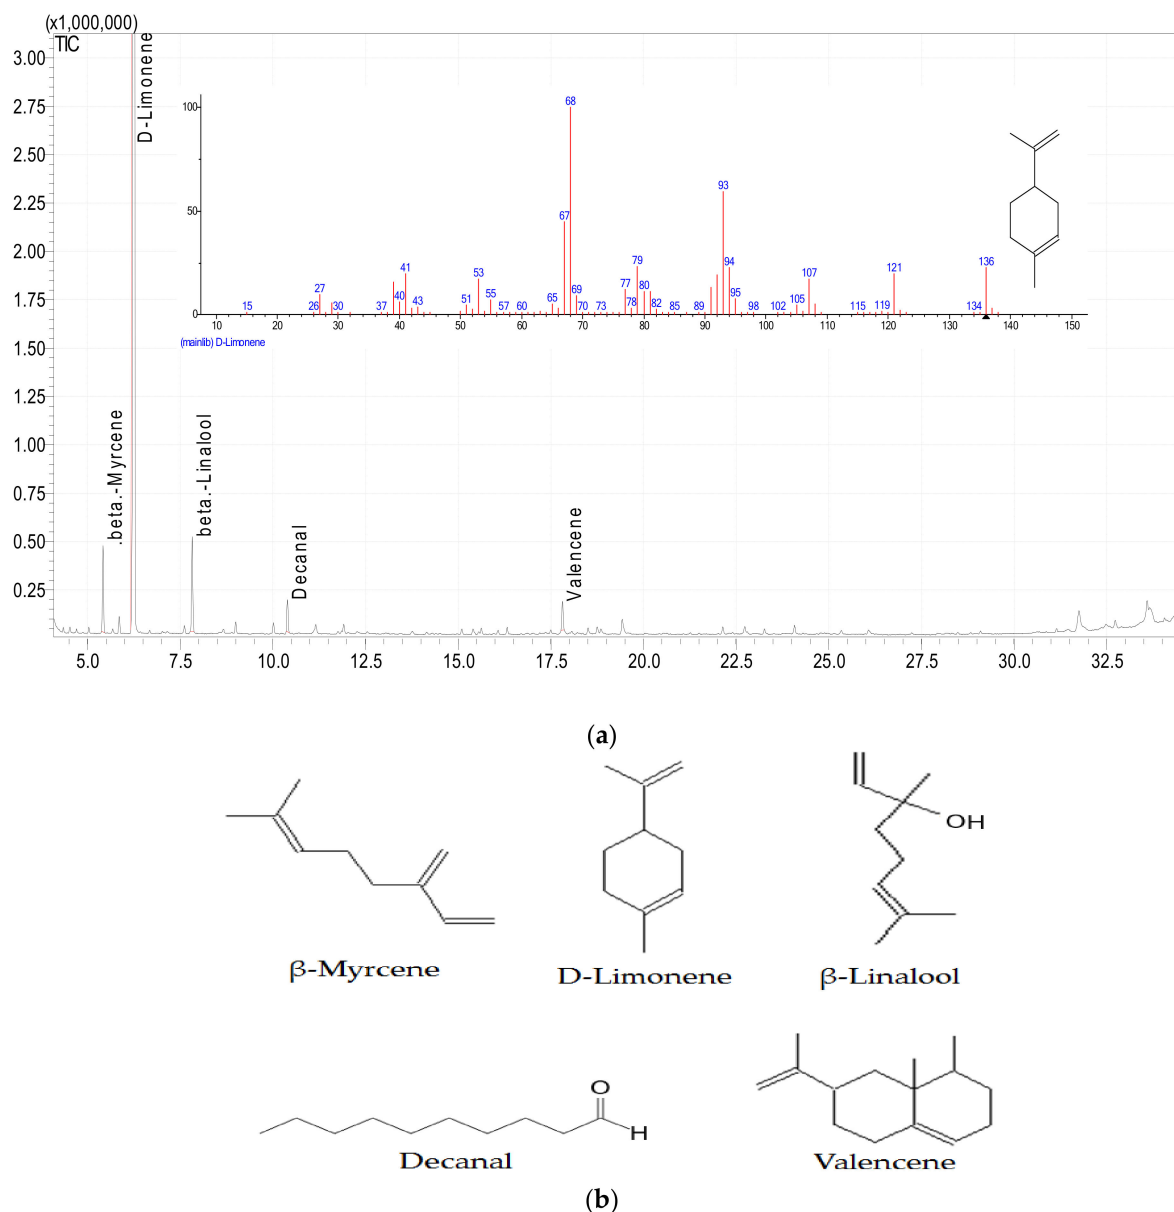 (x1,000,000)
TIC
3.00
2.75
2.50
2.25
2.00
1.75
1.50
1.25
1.00
0.75
0.50
0.25
D-Limonene
.beta.-Myrcene
beta.-Linalool
Decanal
Valencene
100
50
68
93
67
79
94
136
41
121
53
107
27
77
80
69
55
95
40
43
65
82
78
51
105
15
26
30
37
57
60
70
73
85
89
98
102
115
119
134
10 20 30 40 50 60 70 80 90 100 110 120 130 140 150
(mainlib) D-Limonene
5.0 7.5 10.0 12.5 15.0 17.5 20.0 22.5 25.0 27.5 30.0 32.5
(a)
OH
β-Myrcene
D-Limonene
β-Linalool
O
H
Decanal
Valencene
(b)